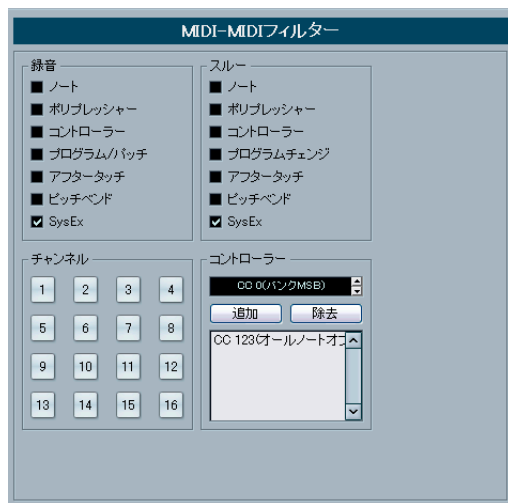 MIDI-MIDIフィルター
録音
ノート
ポリプレッシャー
コントローラー
プログラム/パッチ
アフタータッチ
ピッチベンド
SysEx
スルー
ノート
ポリプレッシャー
コントローラー
プログラムチェンジ
アフタータッチ
ピッチベンド
SysEx
チャンネル
1 2 3 4
5 6 7 8
9 10 11 12
13 14 15 16
コントローラー
CC 0(バンクMSB)
追加 除去
CC 123(オールノートオフ